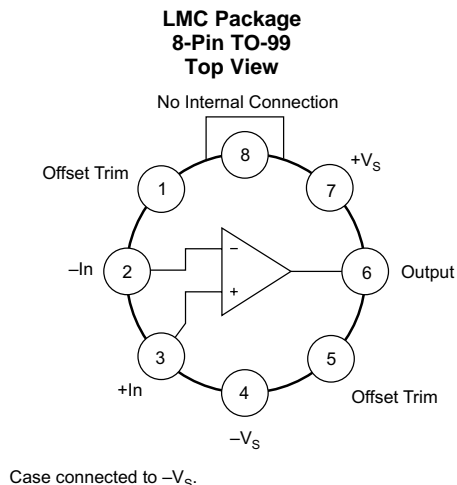 LMC Package
8-Pin TO-99
Top View
No Internal Connection
8
Offset Trim
1
+VS
7
–In
2
–
6
Output
+
3
+In
5
Offset Trim
4
–VS
Case connected to –VS.